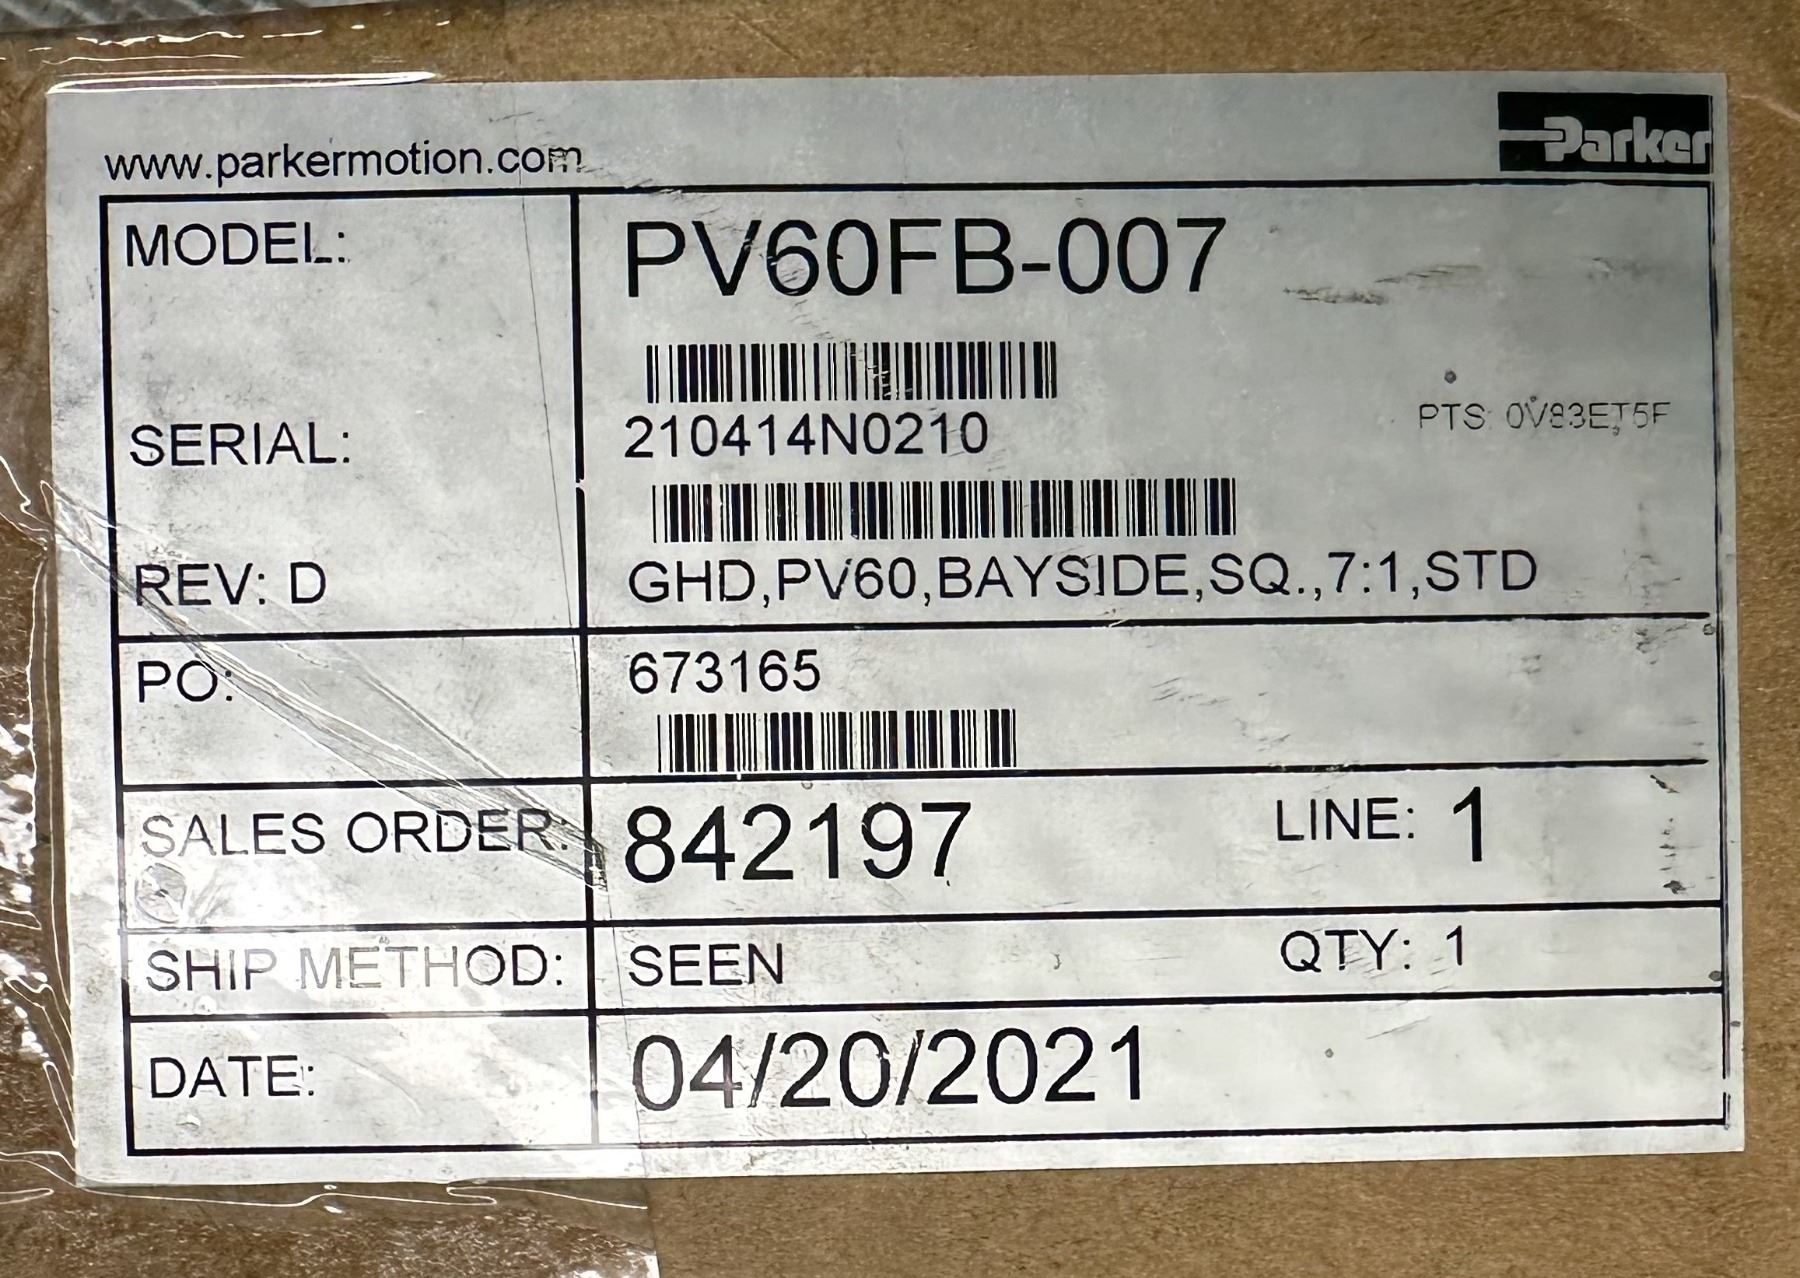 www.parkermotion.com
Parker
MODEL: PV60FB-007
SERIAL: 210414N0210
PTS: 0V83ET5F
REV: D GHD,PV60,BAYSIDE,SQ.,7:1,STD
PO: 673165
SALES ORDER: 842197 LINE: 1
SHIP METHOD: SEEN QTY: 1
DATE: 04/20/2021